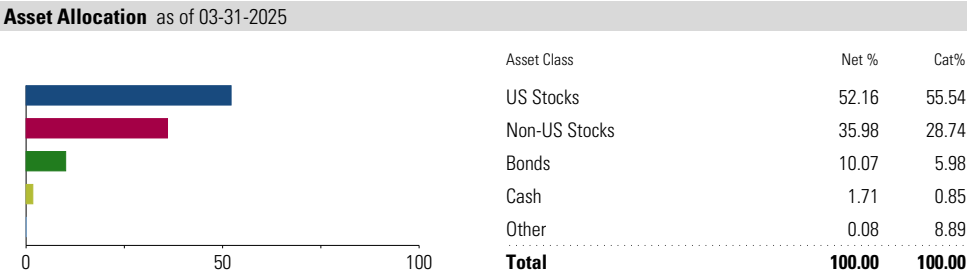 Asset Allocation as of 03-31-2025
Asset Class Net % Cat%
US Stocks 52.16 55.54
Non-US Stocks 35.98 28.74
Bonds 10.07 5.98
Cash 1.71 0.85
Other 0.08 8.89
0 50 100
Total 100.00 100.00